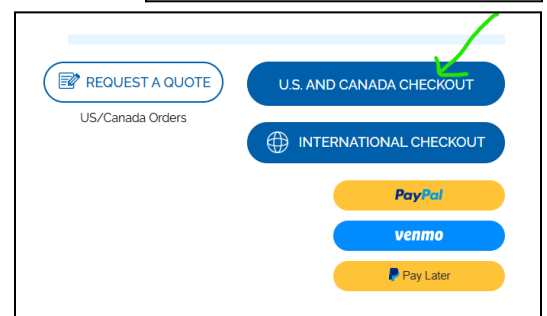 REQUEST A QUOTE
US/Canada Orders
U.S. AND CANADA CHECKOUT
INTERNATIONAL CHECKOUT
PayPal
venmo
Pay Later